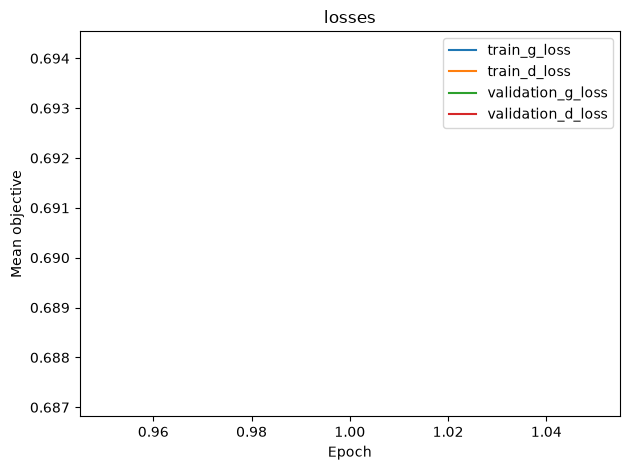 losses
train_g_loss
train_d_loss
validation_g_loss
validation_d_loss
Mean objective
0.694
0.693
0.692
0.691
0.690
0.689
0.688
0.687
0.96 0.98 1.00 1.02 1.04
Epoch